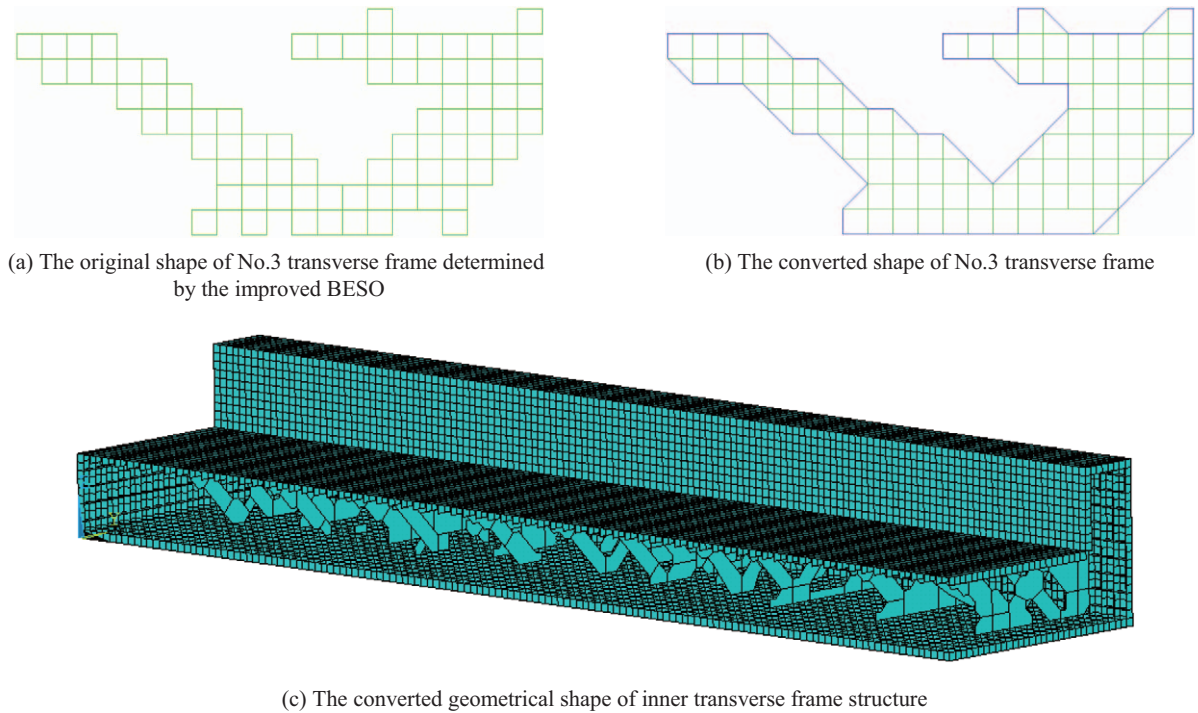 (a) The original shape of No.3 transverse frame determined
by the improved BESO
(b) The converted shape of No.3 transverse frame
(c) The converted geometrical shape of inner transverse frame structure